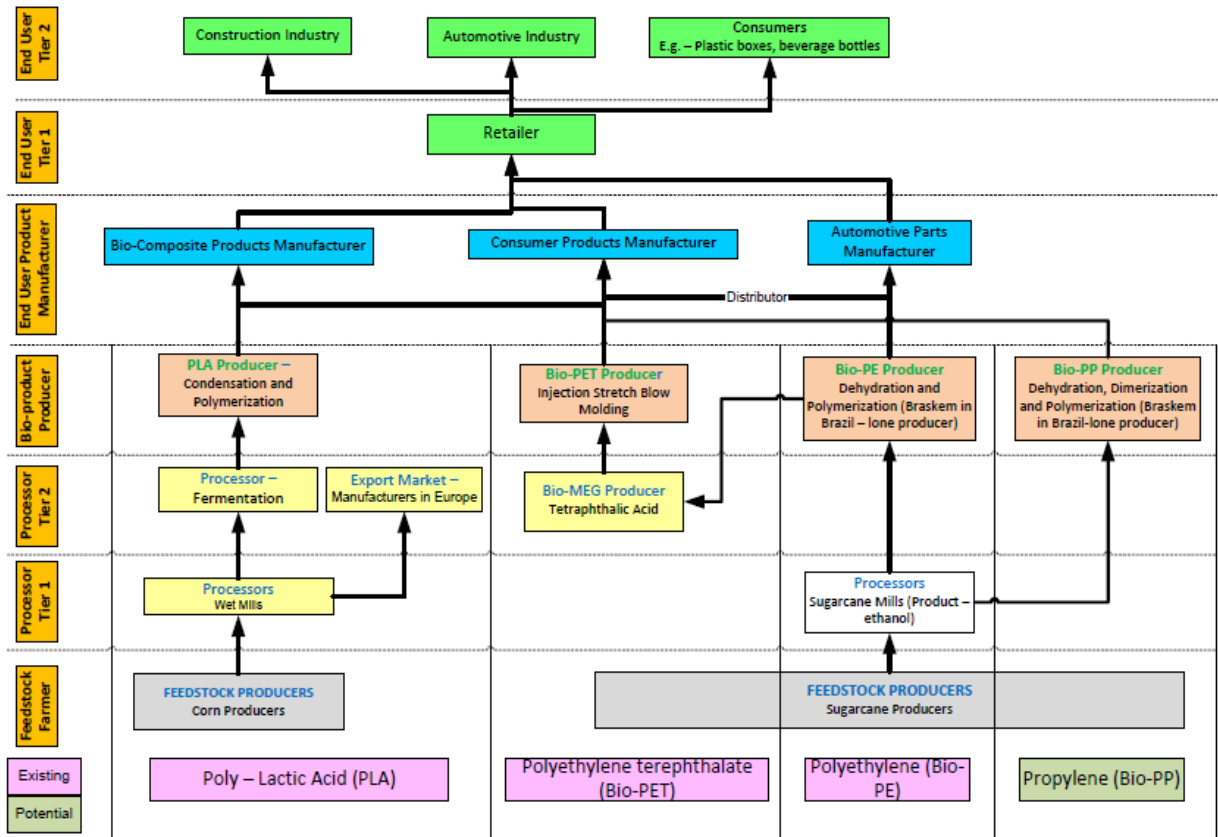 End User
Tier 2
Construction Industry
Automotive Industry
Consumers
E.g. – Plastic boxes, beverage bottles
End User
Tier 1
Retailer
End User Product
Manufacturer
Bio-Composite Products Manufacturer
Consumer Products Manufacturer
Automotive Parts
Manufacturer
Distributor
Bio-product
Producer
PLA Producer –
Condensation and
Polymerization
Bio-PET Producer
Injection Stretch Blow
Molding
Bio-PE Producer
Dehydration and
Polymerization (Braskem in
Brazil – lone producer)
Bio-PP Producer
Dehydration, Dimerization
and Polymerization (Braskem
in Brazil-lone producer)
Processor
Tier 2
Processor –
Fermentation
Export Market –
Manufacturers in Europe
Bio-MEG Producer
Tetraphthalic Acid
Processor
Tier 1
Processors
Wet Mills
Processors
Sugarcane Mills (Product –
ethanol)
Feedstock
Farmer
FEEDSTOCK PRODUCERS
Corn Producers
FEEDSTOCK PRODUCERS
Sugarcane Producers
Existing
Potential
Poly – Lactic Acid (PLA)
Polyethylene terephthalate
(Bio-PET)
Polyethylene (Bio-
PE)
Propylene (Bio-PP)